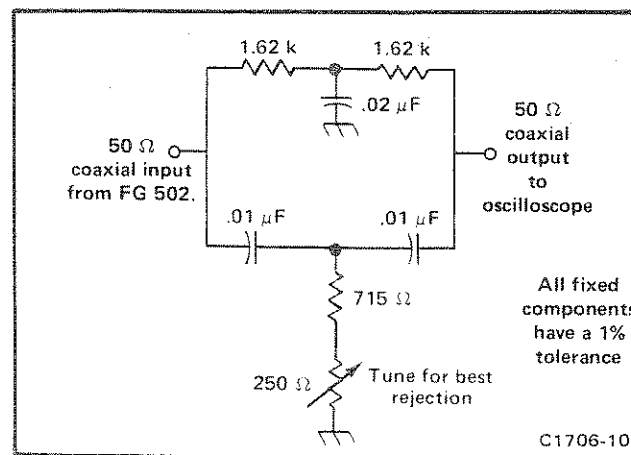 1.62 k
1.62 k
.02 μF
50 Ω
coaxial input
from FG 502.
50 Ω
coaxial
output
to
oscilloscope
.01 μF
.01 μF
715 Ω
All fixed
components
have a 1%
tolerance
250 Ω
Tune for best
rejection
C1706-10